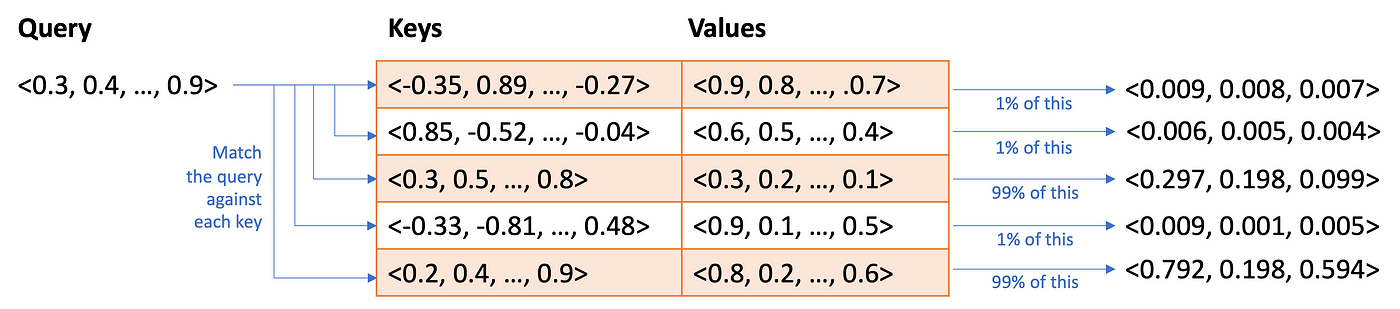 Query Keys Values
<0.3, 0.4, ..., 0.9> <-0.35, 0.89, ..., -0.27> <0.9, 0.8, ..., .0.7> 1% of this <0.009, 0.008, 0.007>
<0.85, -0.52, ..., -0.04> <0.6, 0.5, ..., 0.4> 1% of this <0.006, 0.005, 0.004>
Match
the query
against
each key
<0.3, 0.5, ..., 0.8> <0.3, 0.2, ..., 0.1> 99% of this <0.297, 0.198, 0.099>
<-0.33, -0.81, ..., 0.48> <0.9, 0.1, ..., 0.5> 1% of this <0.009, 0.001, 0.005>
<0.2, 0.4, ..., 0.9> <0.8, 0.2, ..., 0.6> 99% of this <0.792, 0.198, 0.594>